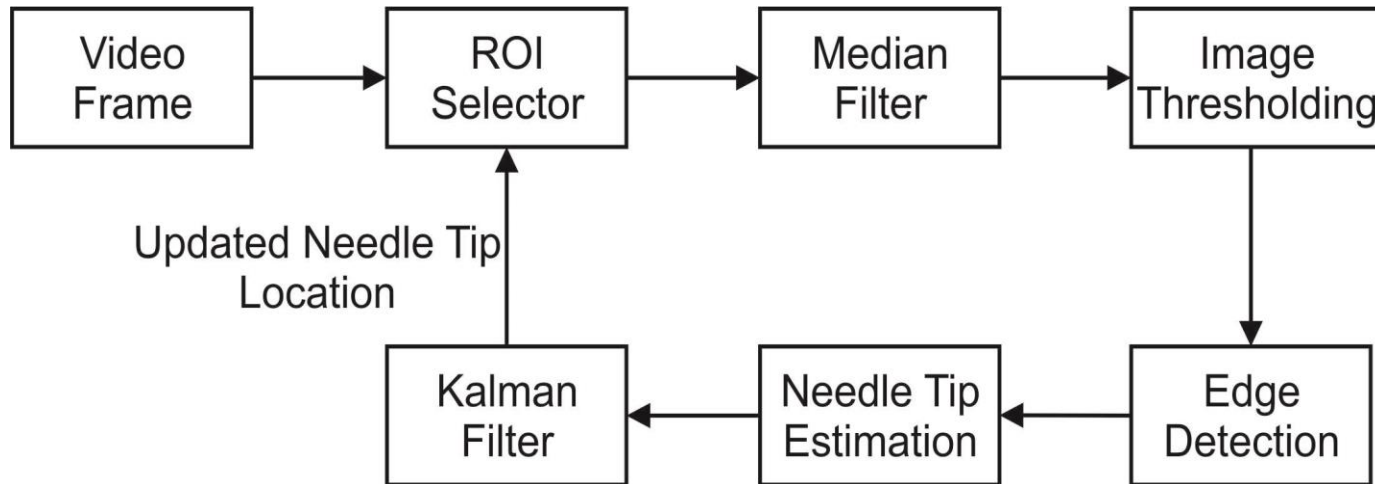 Video
Frame
ROI
Selector
Median
Filter
Image
Thresholding
Updated Needle Tip
Location
Kalman
Filter
Needle Tip
Estimation
Edge
Detection